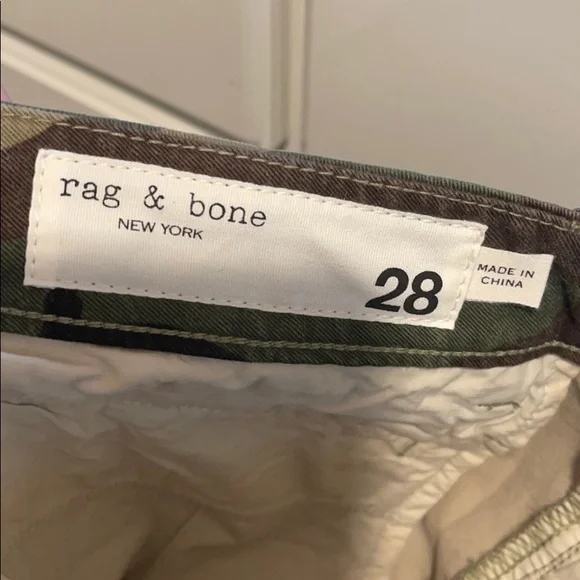 rag & bone
NEW YORK
28
MADE IN
CHINA